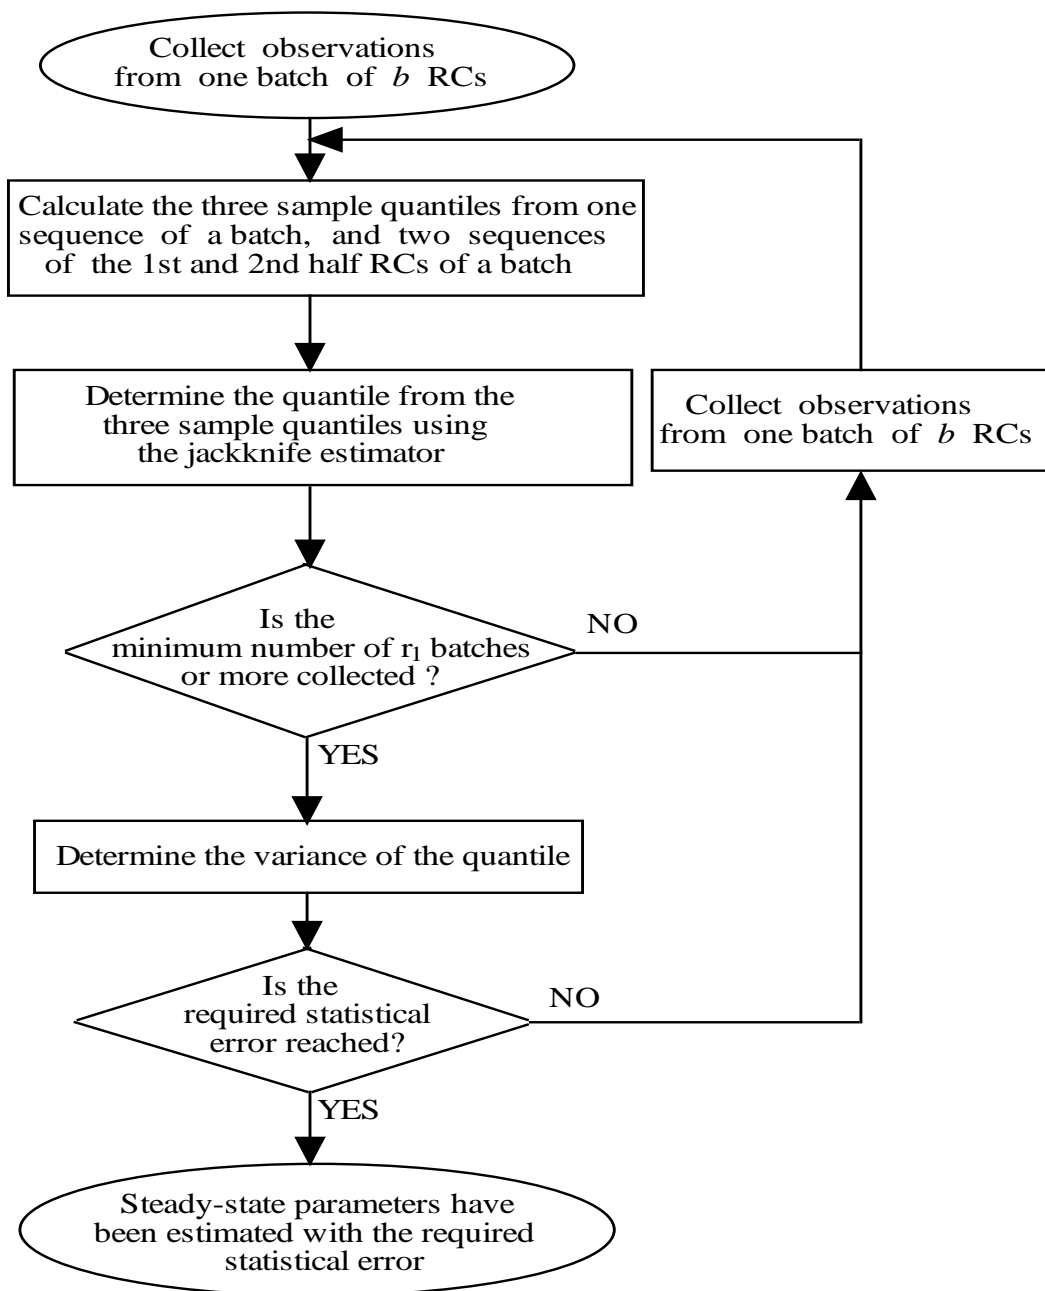 Collect observations
from one batch of b RCs
Calculate the three sample quantiles from one
sequence of a batch, and two sequences
of the 1st and 2nd half RCs of a batch
Determine the quantile from the
three sample quantiles using
the jackknife estimator
Collect observations
from one batch of b RCs
Is the
minimum number of r1 batches
or more collected ?
NO
YES
Determine the variance of the quantile
Is the
required statistical
error reached?
NO
YES
Steady-state parameters have
been estimated with the required
statistical error